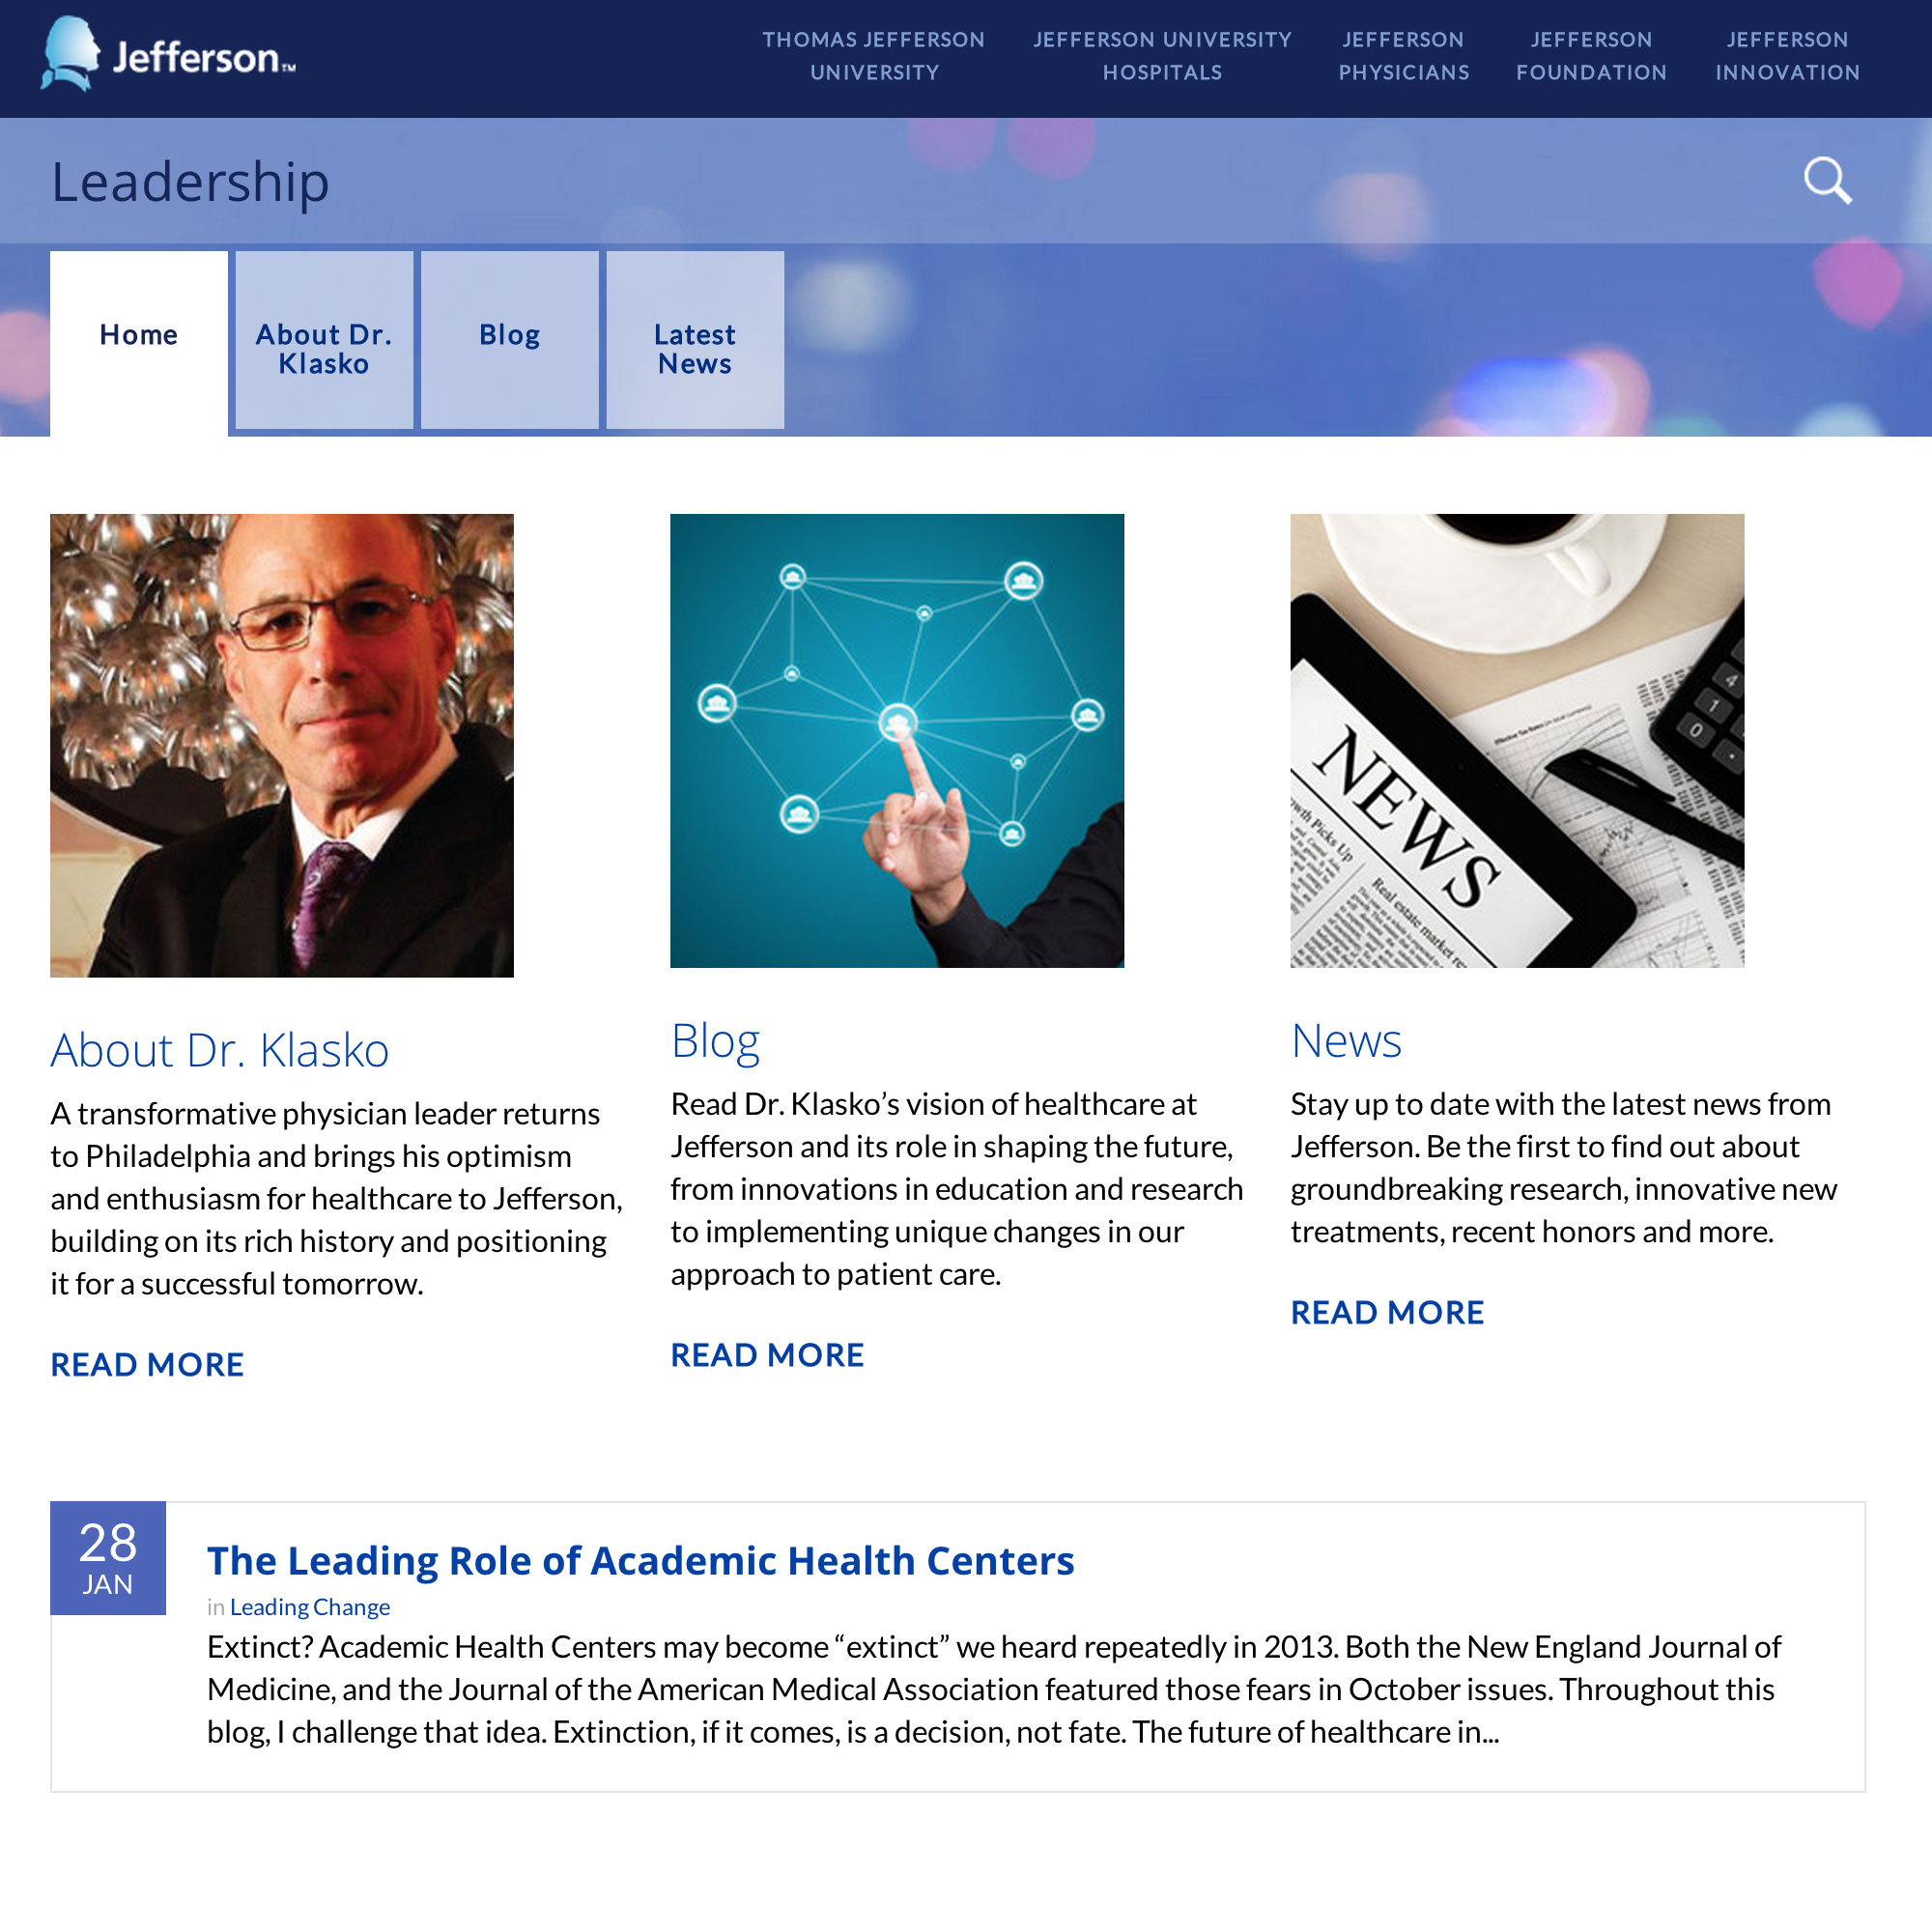 Jefferson™
THOMAS JEFFERSON
UNIVERSITY
JEFFERSON UNIVERSITY
HOSPITALS
JEFFERSON
PHYSICIANS
JEFFERSON
FOUNDATION
JEFFERSON
INNOVATION
Leadership
Home
About Dr.
Klasko
Blog
Latest
News
4
1
0
NEWS
Picks Up
Real estate market
About Dr. Klasko
A transformative physician leader returns
to Philadelphia and brings his optimism
and enthusiasm for healthcare to Jefferson,
building on its rich history and positioning
it for a successful tomorrow.
READ MORE
Blog
Read Dr. Klasko’s vision of healthcare at
Jefferson and its role in shaping the future,
from innovations in education and research
to implementing unique changes in our
approach to patient care.
READ MORE
News
Stay up to date with the latest news from
Jefferson. Be the first to find out about
groundbreaking research, innovative new
treatments, recent honors and more.
READ MORE
28
JAN
The Leading Role of Academic Health Centers
in Leading Change
Extinct? Academic Health Centers may become “extinct” we heard repeatedly in 2013. Both the New England Journal of
Medicine, and the Journal of the American Medical Association featured those fears in October issues. Throughout this
blog, I challenge that idea. Extinction, if it comes, is a decision, not fate. The future of healthcare in...